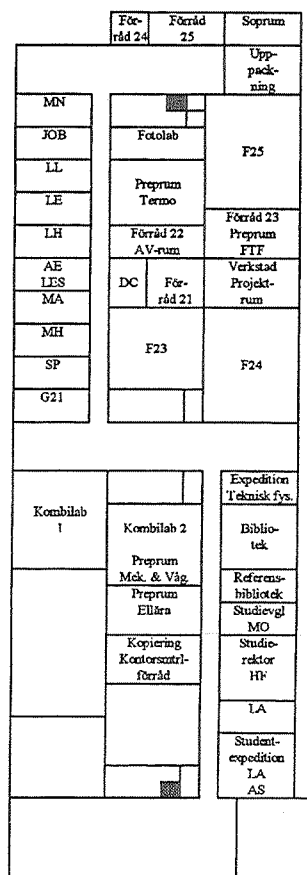 För-
råd 24
Förråd
25
Soprum
Upp-
pack-
ning
MN
JOB
LL
LE
LH
AE
LES
MA
MH
SP
G21
Fotolab
Preprum
Termo
Förråd 22
AV-rum
DC
För-
råd 21
F23
F25
Förråd 23
Preprum
FTF
Verkstad
Projekt-
rum
F24
Kombilab
1
Kombilab 2
Preprum
Mek. & Våg.
Preprum
Ellära
Kopiering
Kontorsmtrl-
förråd
Expedition
Teknisk fys.
Biblio-
tek
Referens-
bibliotek
Studievgl
MO
Studie-
rektor
HF
LA
Student-
expedition
LA
AS